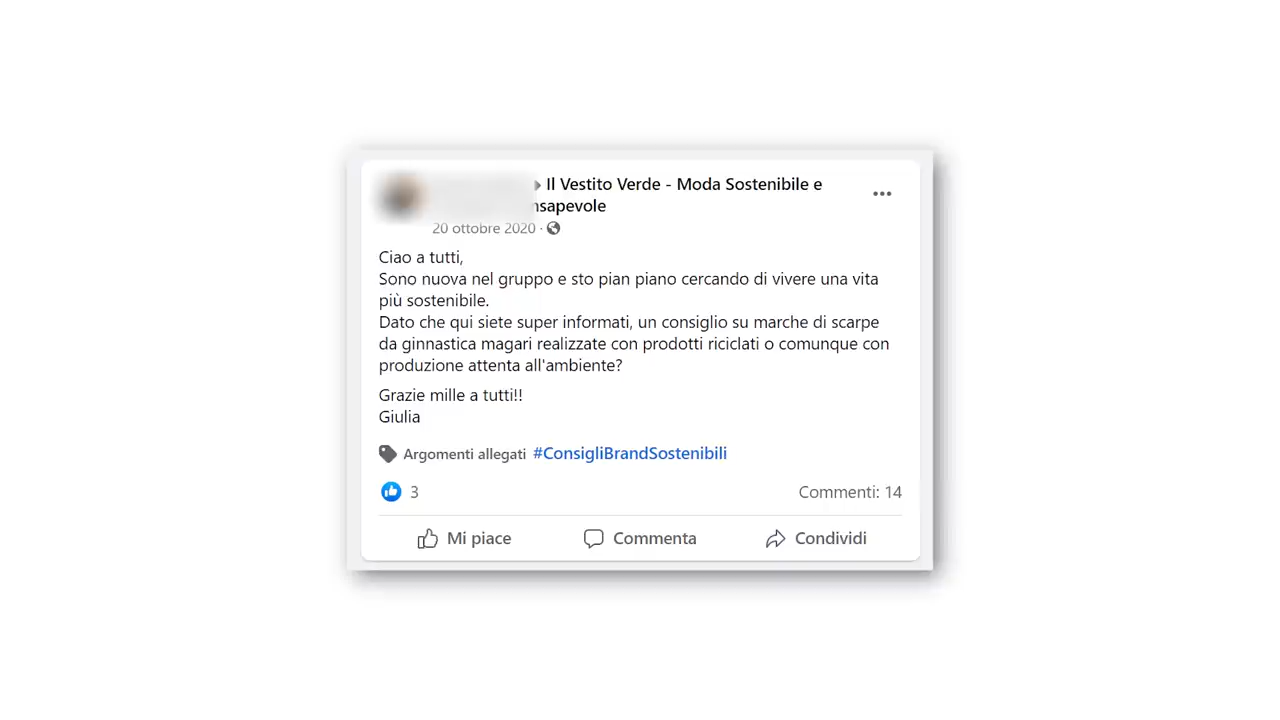 Il Vestito Verde - Moda Sostenibile e
nsapevole
20 ottobre 2020 ·
Ciao a tutti,
Sono nuova nel gruppo e sto pian piano cercando di vivere una vita
più sostenibile.
Dato che qui siete super informati, un consiglio su marche di scarpe
da ginnastica magari realizzate con prodotti riciclati o comunque con
produzione attenta all'ambiente?
Grazie mille a tutti!!
Giulia
Argomenti allegati #ConsigliBrandSostenibili
3 Commenti: 14
Mi piace Commenta Condividi